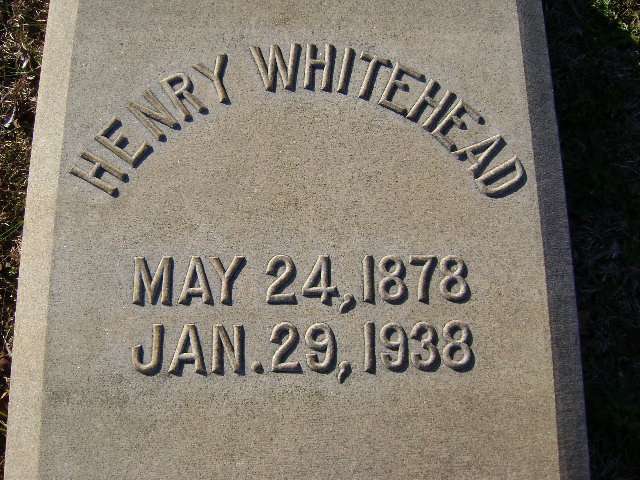 HENRY WHITEHEAD
MAY 24, 1878
JAN. 29, 1938